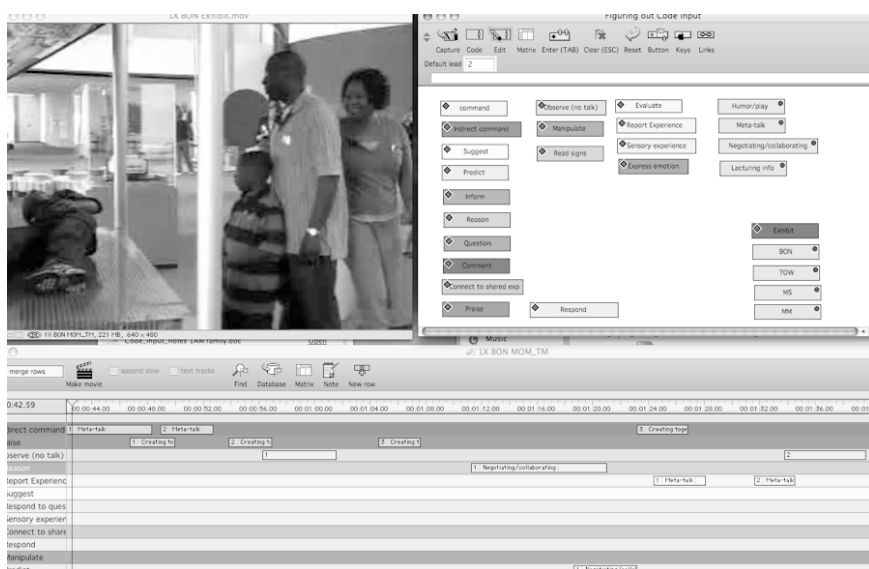 1X BON Exhibit.mov
Figuring out Code input
Capture Code Edit Matrix Enter (TAB) Clear (ESC) Reset Button Keys Links
Default lead 2
command
Observe (no talk)
Evaluate
Humor/play
Indirect command
Manipulate
Report Experience
Meta-talk
Suggest
Read signs
Sensory experience
Negotiating/collaborating
Predict
Express emotion
Lecturing info
Inform
Reason
Exhibit
Question
BON
Comment
TOW
Connect to shared exp
MS
Praise
Respond
MM
1X BON MOM_TM, 221 MB, 640 x 480
Code_input_notes 1AM family.doc
Open
Music
1X BON MOM_TM
merge rows
Make movie
append slow
text tracks
Find Database Matrix Note New row
0:42.59
00:00:44.00 00:00:48.00 00:00:52.00 00:00:56.00 00:01:00.00 00:01:04.00 00:01:08.00 00:01:12.00 00:01:16.00 00:01:20.00 00:01:24.00 00:01:28.00 00:01:32.00 00:01:36.00 00:01
direct command 1 Meta-talk 2 Meta-talk 3 Creating toge
aise 1 Creating to 2 Creating t 3 Creating t
bserve (no talk) 1 2
Reason 1 Negotiating/collaborating
Report Experienc 1 Meta-talk 2 Meta-talk
Suggest
Respond to ques
Sensory experien
Connect to share
Respond
Manipulate